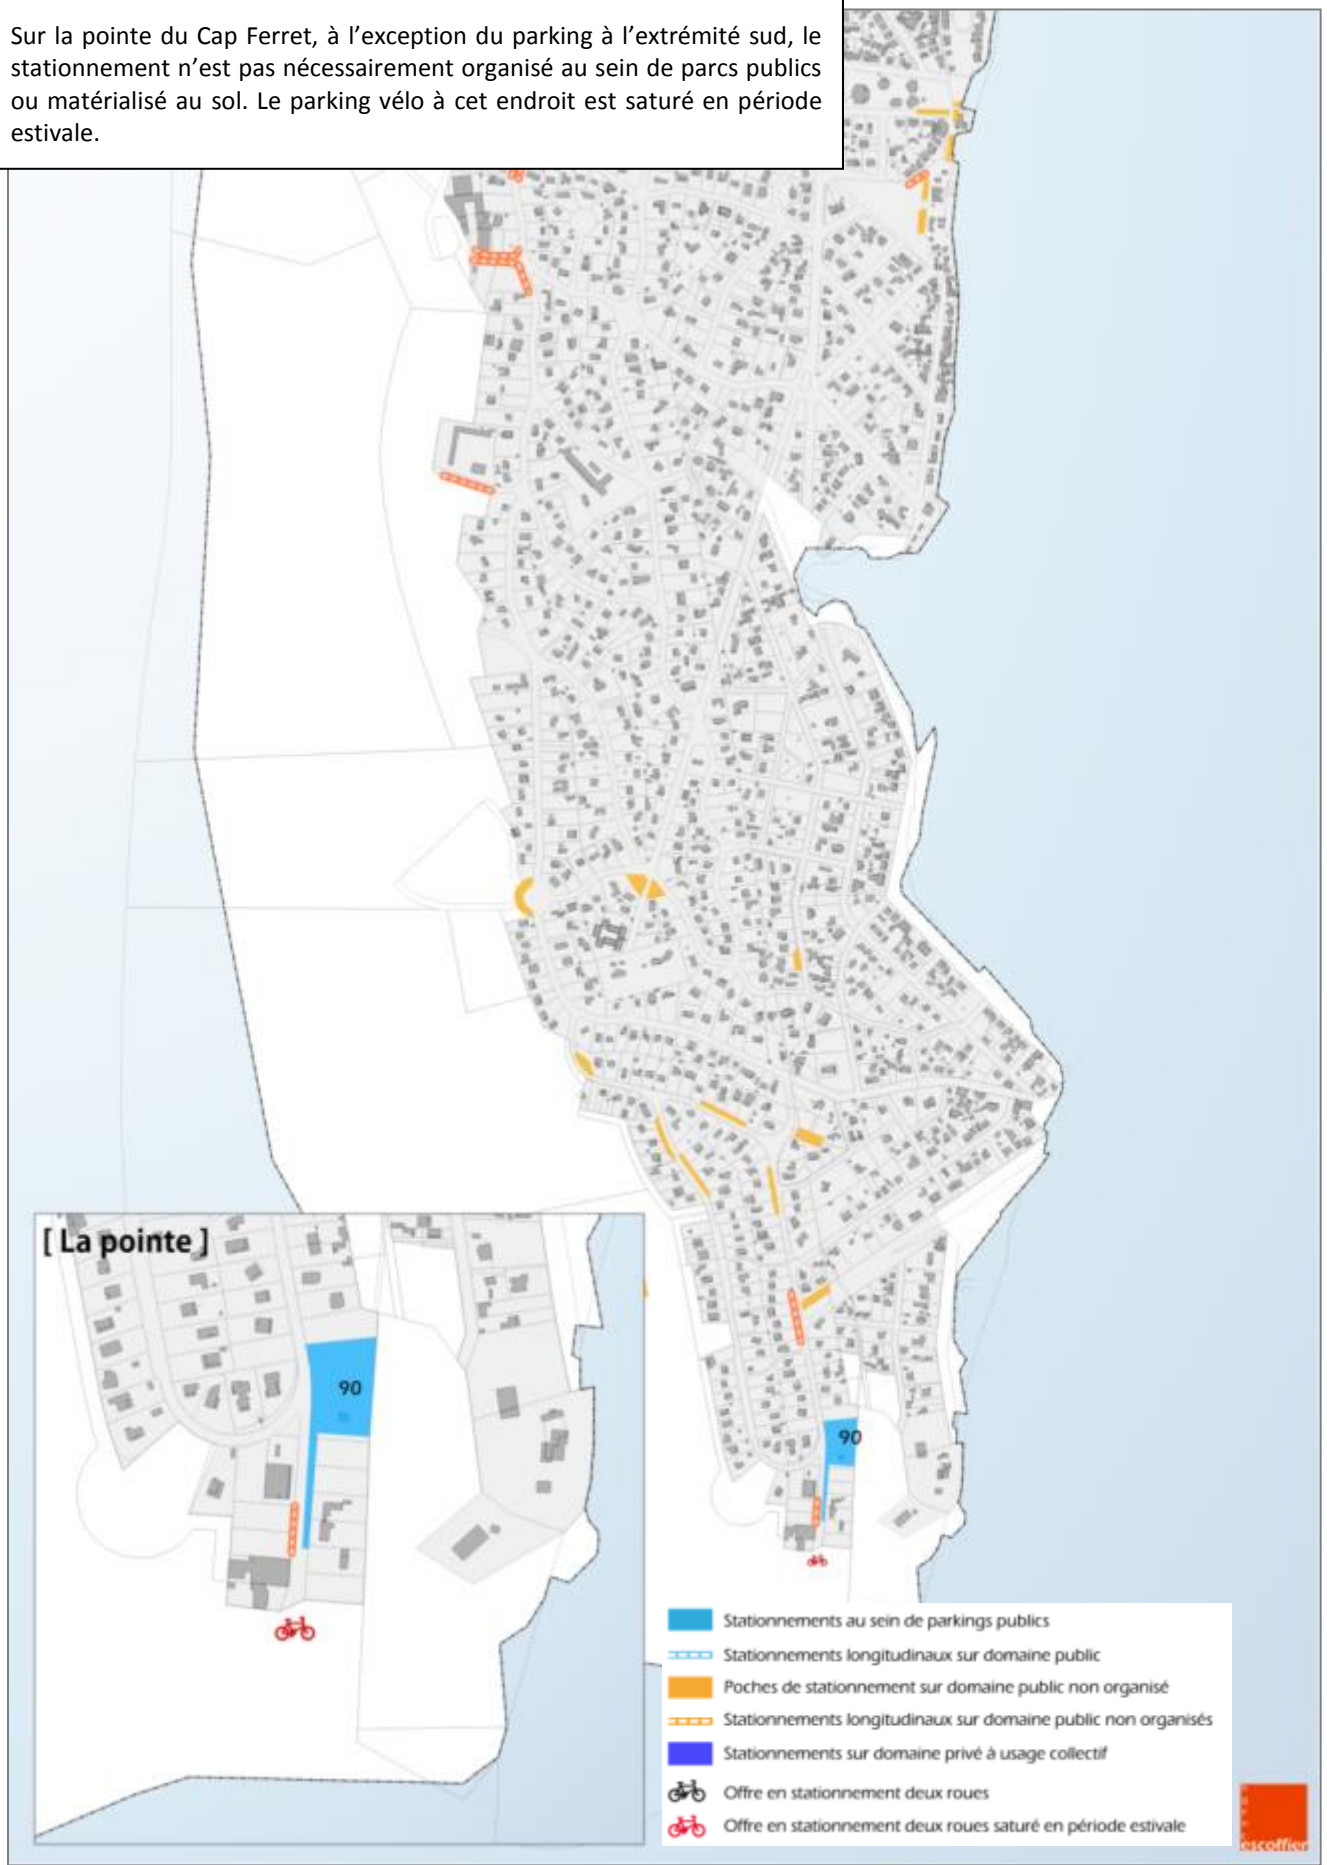 Sur la pointe du Cap Ferret, à l’exception du parking à l’extrémité sud, le
stationnement n’est pas nécessairement organisé au sein de parcs publics
ou matérialisé au sol. Le parking vélo à cet endroit est saturé en période
estivale.
[ La pointe ]
90
90
Stationnements au sein de parkings publics
Stationnements longitudinaux sur domaine public
Poches de stationnement sur domaine public non organisé
Stationnements longitudinaux sur domaine public non organisés
Stationnements sur domaine privé à usage collectif
Offre en stationnement deux roues
Offre en stationnement deux roues saturé en période estivale
escoffier